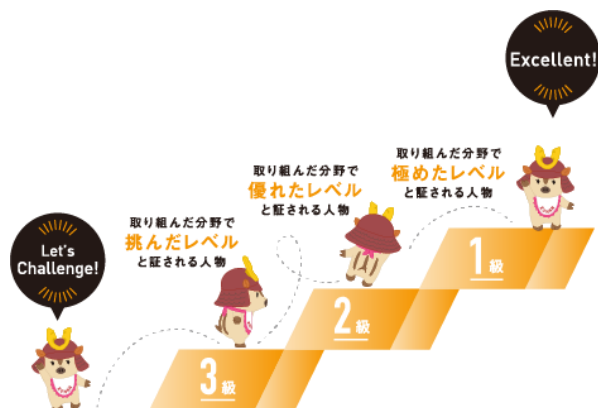 Excellent!
取り組んだ分野で
極めたレベル
と証される人物
1級
取り組んだ分野で
優れたレベル
と証される人物
2級
取り組んだ分野で
挑んだレベル
と証される人物
3級
Let's
Challenge!